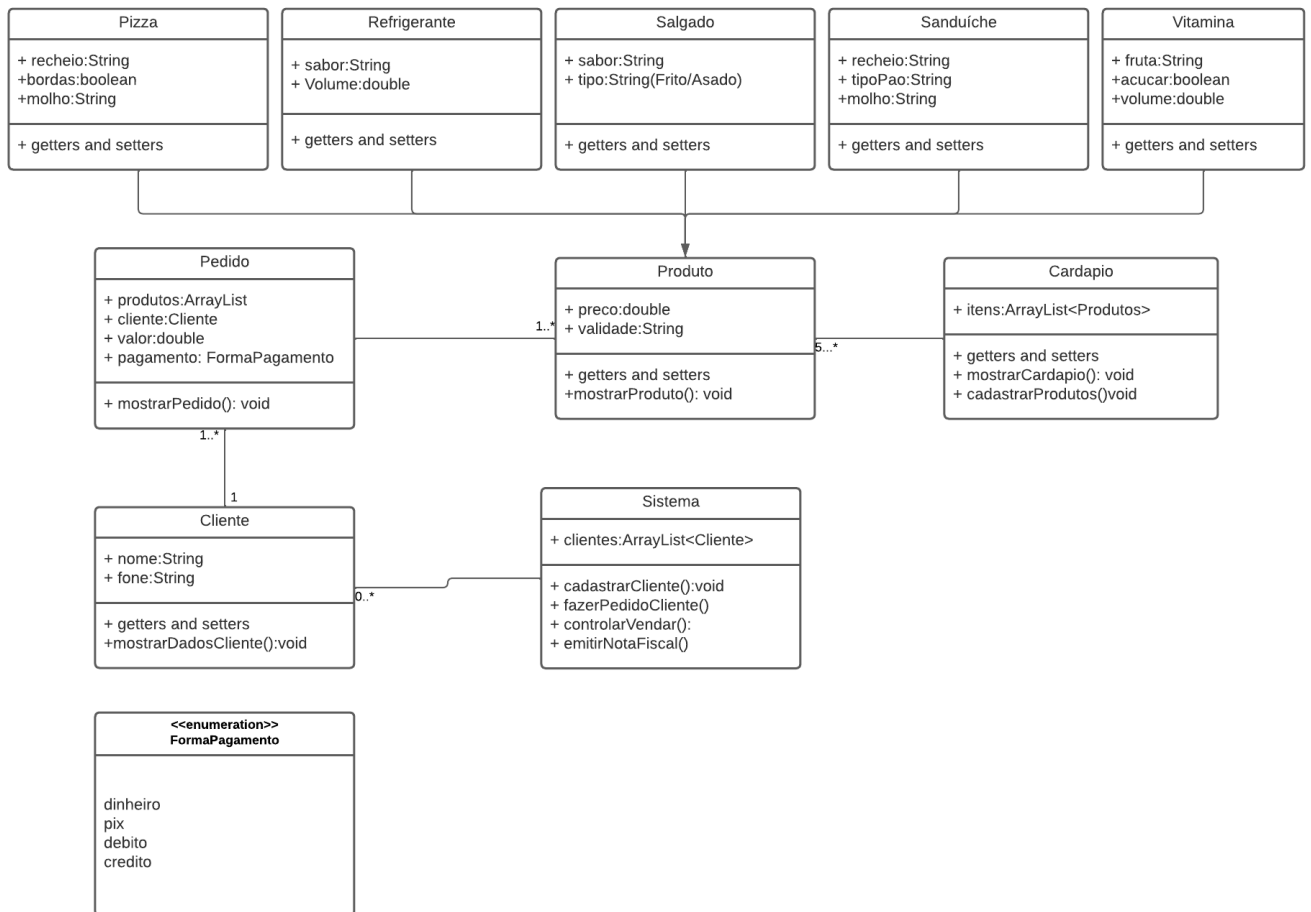 Pizza
+ recheio:String
+bordas:boolean
+molho:String
+ getters and setters
Refrigerante
+ sabor:String
+ Volume:double
+ getters and setters
Salgado
+ sabor:String
+ tipo:String(Frito/Asado)
+ getters and setters
Sanduíche
+ recheio:String
+ tipoPao:String
+molho:String
+ getters and setters
Vitamina
+ fruta:String
+acucar:boolean
+volume:double
+ getters and setters
Pedido
+ produtos:ArrayList
+ cliente:Cliente
+ valor:double
+ pagamento: FormaPagamento
+ mostrarPedido(): void
1..*
Produto
+ preco:double
+ validade:String
+ getters and setters
+mostrarProduto(): void
5...*
Cardapio
+ itens:ArrayList<Produtos>
+ getters and setters
+ mostrarCardapio(): void
+ cadastrarProdutos()void
1..*
1
Cliente
+ nome:String
+ fone:String
+ getters and setters
+mostrarDadosCliente():void
0..*
Sistema
+ clientes:ArrayList<Cliente>
+ cadastrarCliente():void
+ fazerPedidoCliente()
+ controlarVendar():
+ emitirNotaFiscal()
<<enumeration>>
FormaPagamento
dinheiro
pix
debito
credito